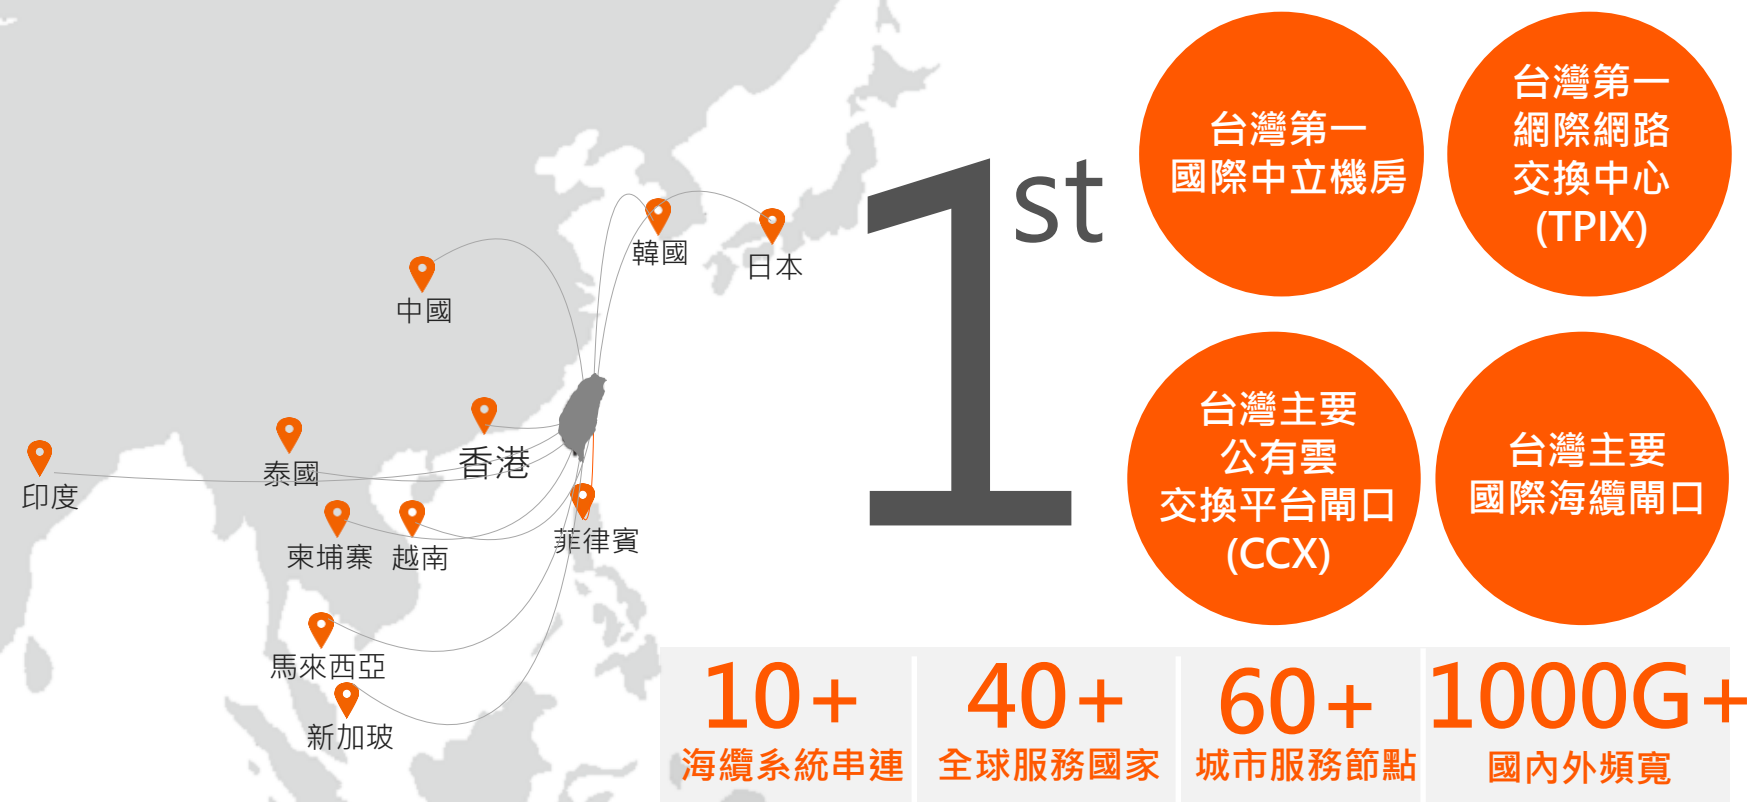 韓國
日本
中國
香港
泰國
印度
柬埔寨
越南
菲律賓
馬來西亞
新加玻
1st
台灣第一
國際中立機房
台灣第一
網際網路
交換中心
(TPIX)
台灣主要
公有雲
交換平台閘口
(CCX)
台灣主要
國際海纜閘口
10+
海纜系統串連
40+
全球服務國家
60+
城市服務節點
1000G+
國內外頻寬